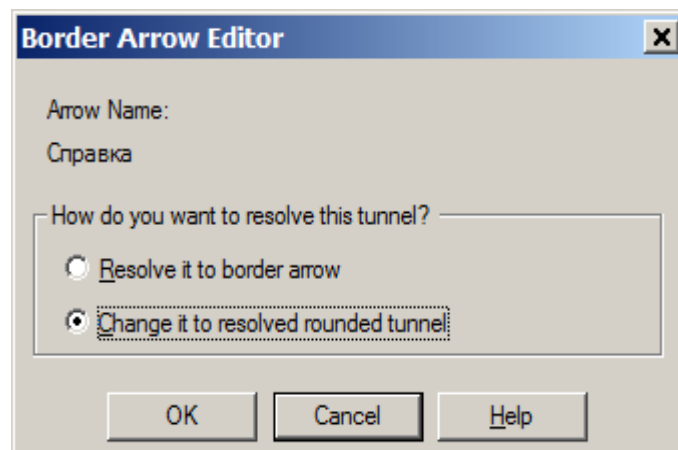 Border Arrow Editor
Arrow Name:
Справка
How do you want to resolve this tunnel?
Resolve it to border arrow
Change it to resolved rounded tunnel
OK Cancel Help